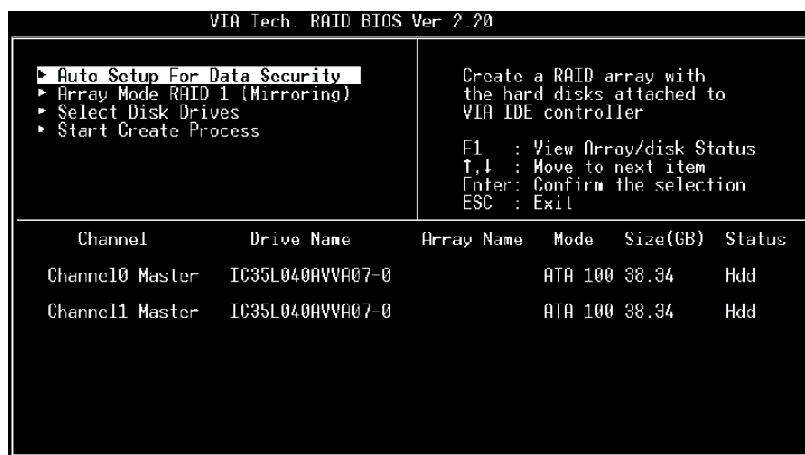 VIA Tech. RAID BIOS Ver 2.20
► Auto Setup For Data Security
► Array Mode RAID 1 (Mirroring)
► Select Disk Drives
► Start Create Process
Create a RAID array with
the hard disks attached to
VIA IDE controller
F1 : View Array/disk Status
↑,↓ : Move to next item
Enter: Confirm the selection
ESC : Exit
Channel Drive Name Array Name Mode Size(GB) Status
Channel0 Master IC35L040AVVA07-0 ATA 100 38.34 Hdd
Channel1 Master IC35L040AVVA07-0 ATA 100 38.34 Hdd